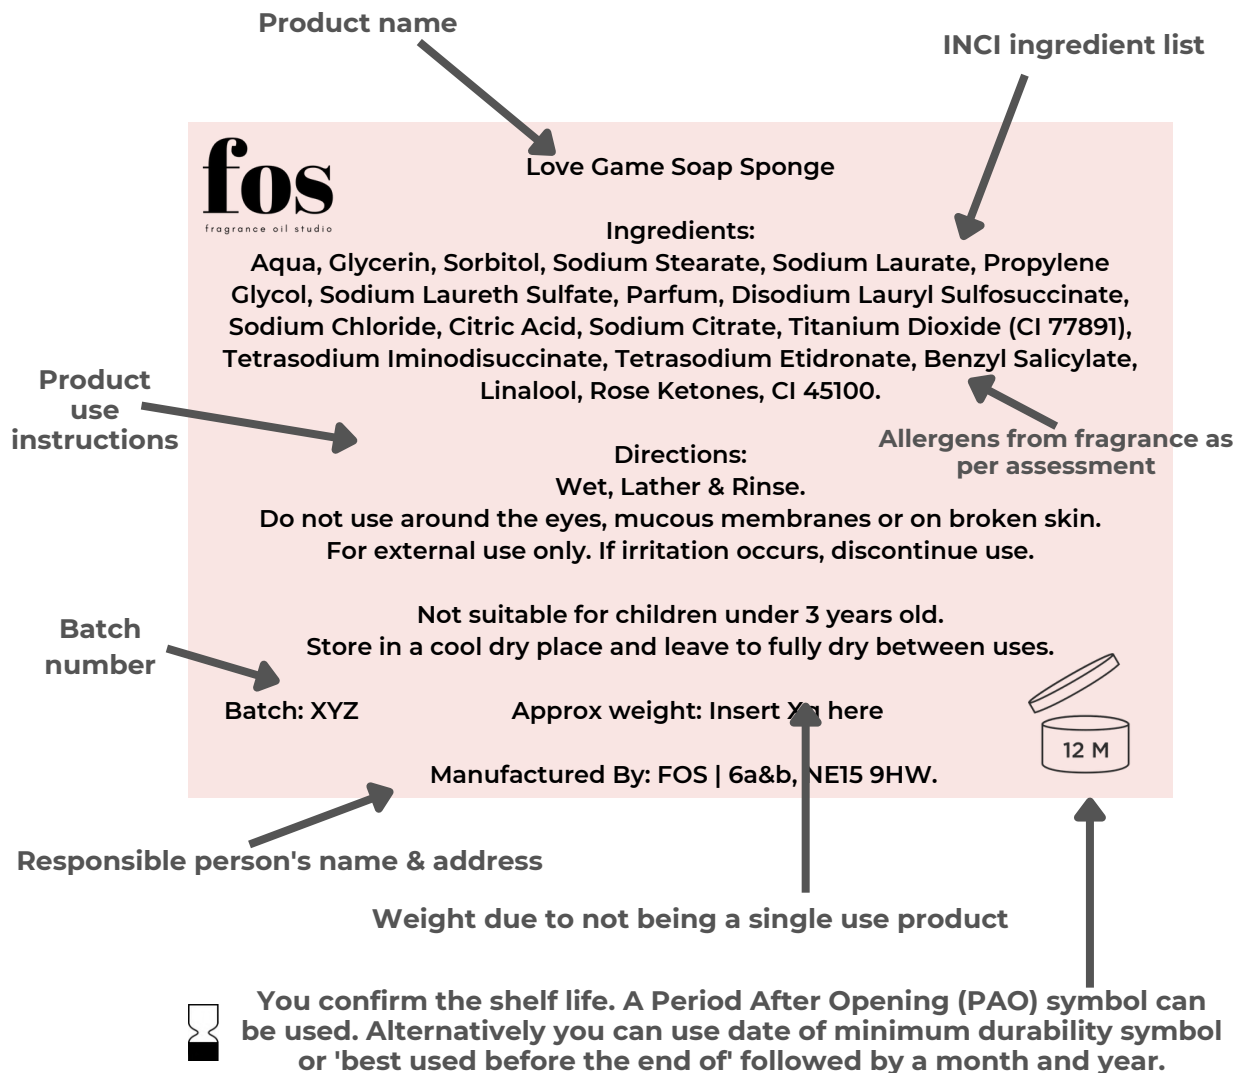 Product name
INCI ingredient list
fos
fragrance oil studio
Love Game Soap Sponge
Ingredients:
Aqua, Glycerin, Sorbitol, Sodium Stearate, Sodium Laurate, Propylene
Glycol, Sodium Laureth Sulfate, Parfum, Disodium Lauryl Sulfosuccinate,
Sodium Chloride, Citric Acid, Sodium Citrate, Titanium Dioxide (CI 77891),
Tetrasodium Iminodisuccinate, Tetrasodium Etidronate, Benzyl Salicylate,
Linalool, Rose Ketones, CI 45100.
Product
use
instructions
Allergens from fragrance as
per assessment
Directions:
Wet, Lather & Rinse.
Do not use around the eyes, mucous membranes or on broken skin.
For external use only. If irritation occurs, discontinue use.
Not suitable for children under 3 years old.
Store in a cool dry place and leave to fully dry between uses.
Batch
number
Batch: XYZ
Approx weight: Insert Xg here
12 M
Manufactured By: FOS | 6a&b, NE15 9HW.
Responsible person's name & address
Weight due to not being a single use product
You confirm the shelf life. A Period After Opening (PAO) symbol can
be used. Alternatively you can use date of minimum durability symbol
or 'best used before the end of' followed by a month and year.